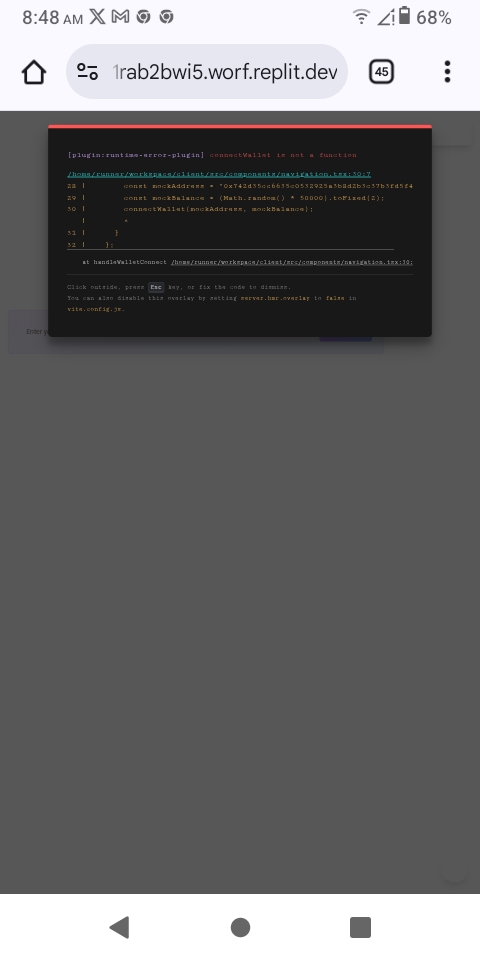 8:48 AM
68%
1rab2bwi5.worf.replit.dev
45
[plugin:runtime-error-plugin] connectWallet is not a function
/home/runner/workspace/client/src/components/navigation.tsx:30:7
28 | const mockAddress = "0x742d35cc6635c0532925a3b8d2b3c37b3fd5f4
29 | const mockBalance = (Math.random() * 50000).toFixed(2);
30 | connectWallet(mockAddress, mockBalance);
| ^
31 | }
32 | };
at handleWalletConnect /home/runner/workspace/client/src/components/navigation.tsx:30:
Click outside, press Esc key, or fix the code to dismiss.
You can also disable this overlay by setting server.hmr.overlay to false in
vite.config.js.
Enter